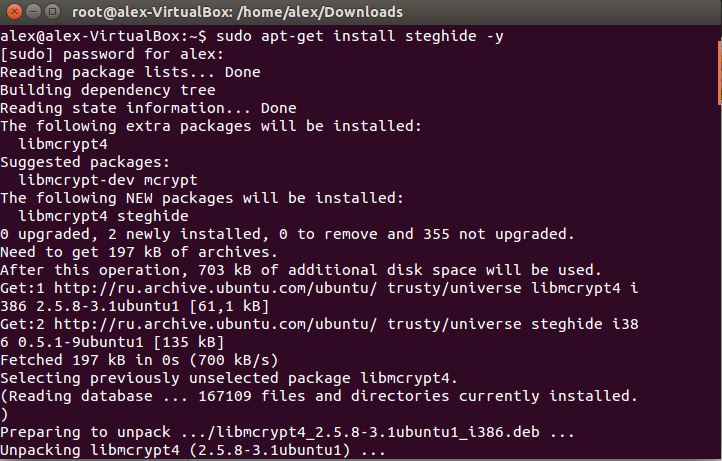 root@alex-VirtualBox: /home/alex/Downloads
alex@alex-VirtualBox:~$ sudo apt-get install steghide -y
[sudo] password for alex:
Reading package lists... Done
Building dependency tree
Reading state information... Done
The following extra packages will be installed:
  libmcrypt4
Suggested packages:
  libmcrypt-dev mcrypt
The following NEW packages will be installed:
  libmcrypt4 steghide
0 upgraded, 2 newly installed, 0 to remove and 355 not upgraded.
Need to get 197 kB of archives.
After this operation, 703 kB of additional disk space will be used.
Get:1 http://ru.archive.ubuntu.com/ubuntu/ trusty/universe libmcrypt4 i
386 2.5.8-3.1ubuntu1 [61,1 kB]
Get:2 http://ru.archive.ubuntu.com/ubuntu/ trusty/universe steghide i38
6 0.5.1-9ubuntu1 [135 kB]
Fetched 197 kB in 0s (700 kB/s)
Selecting previously unselected package libmcrypt4.
(Reading database ... 167109 files and directories currently installed.
)
Preparing to unpack .../libmcrypt4_2.5.8-3.1ubuntu1_i386.deb ...
Unpacking libmcrypt4 (2.5.8-3.1ubuntu1) ...